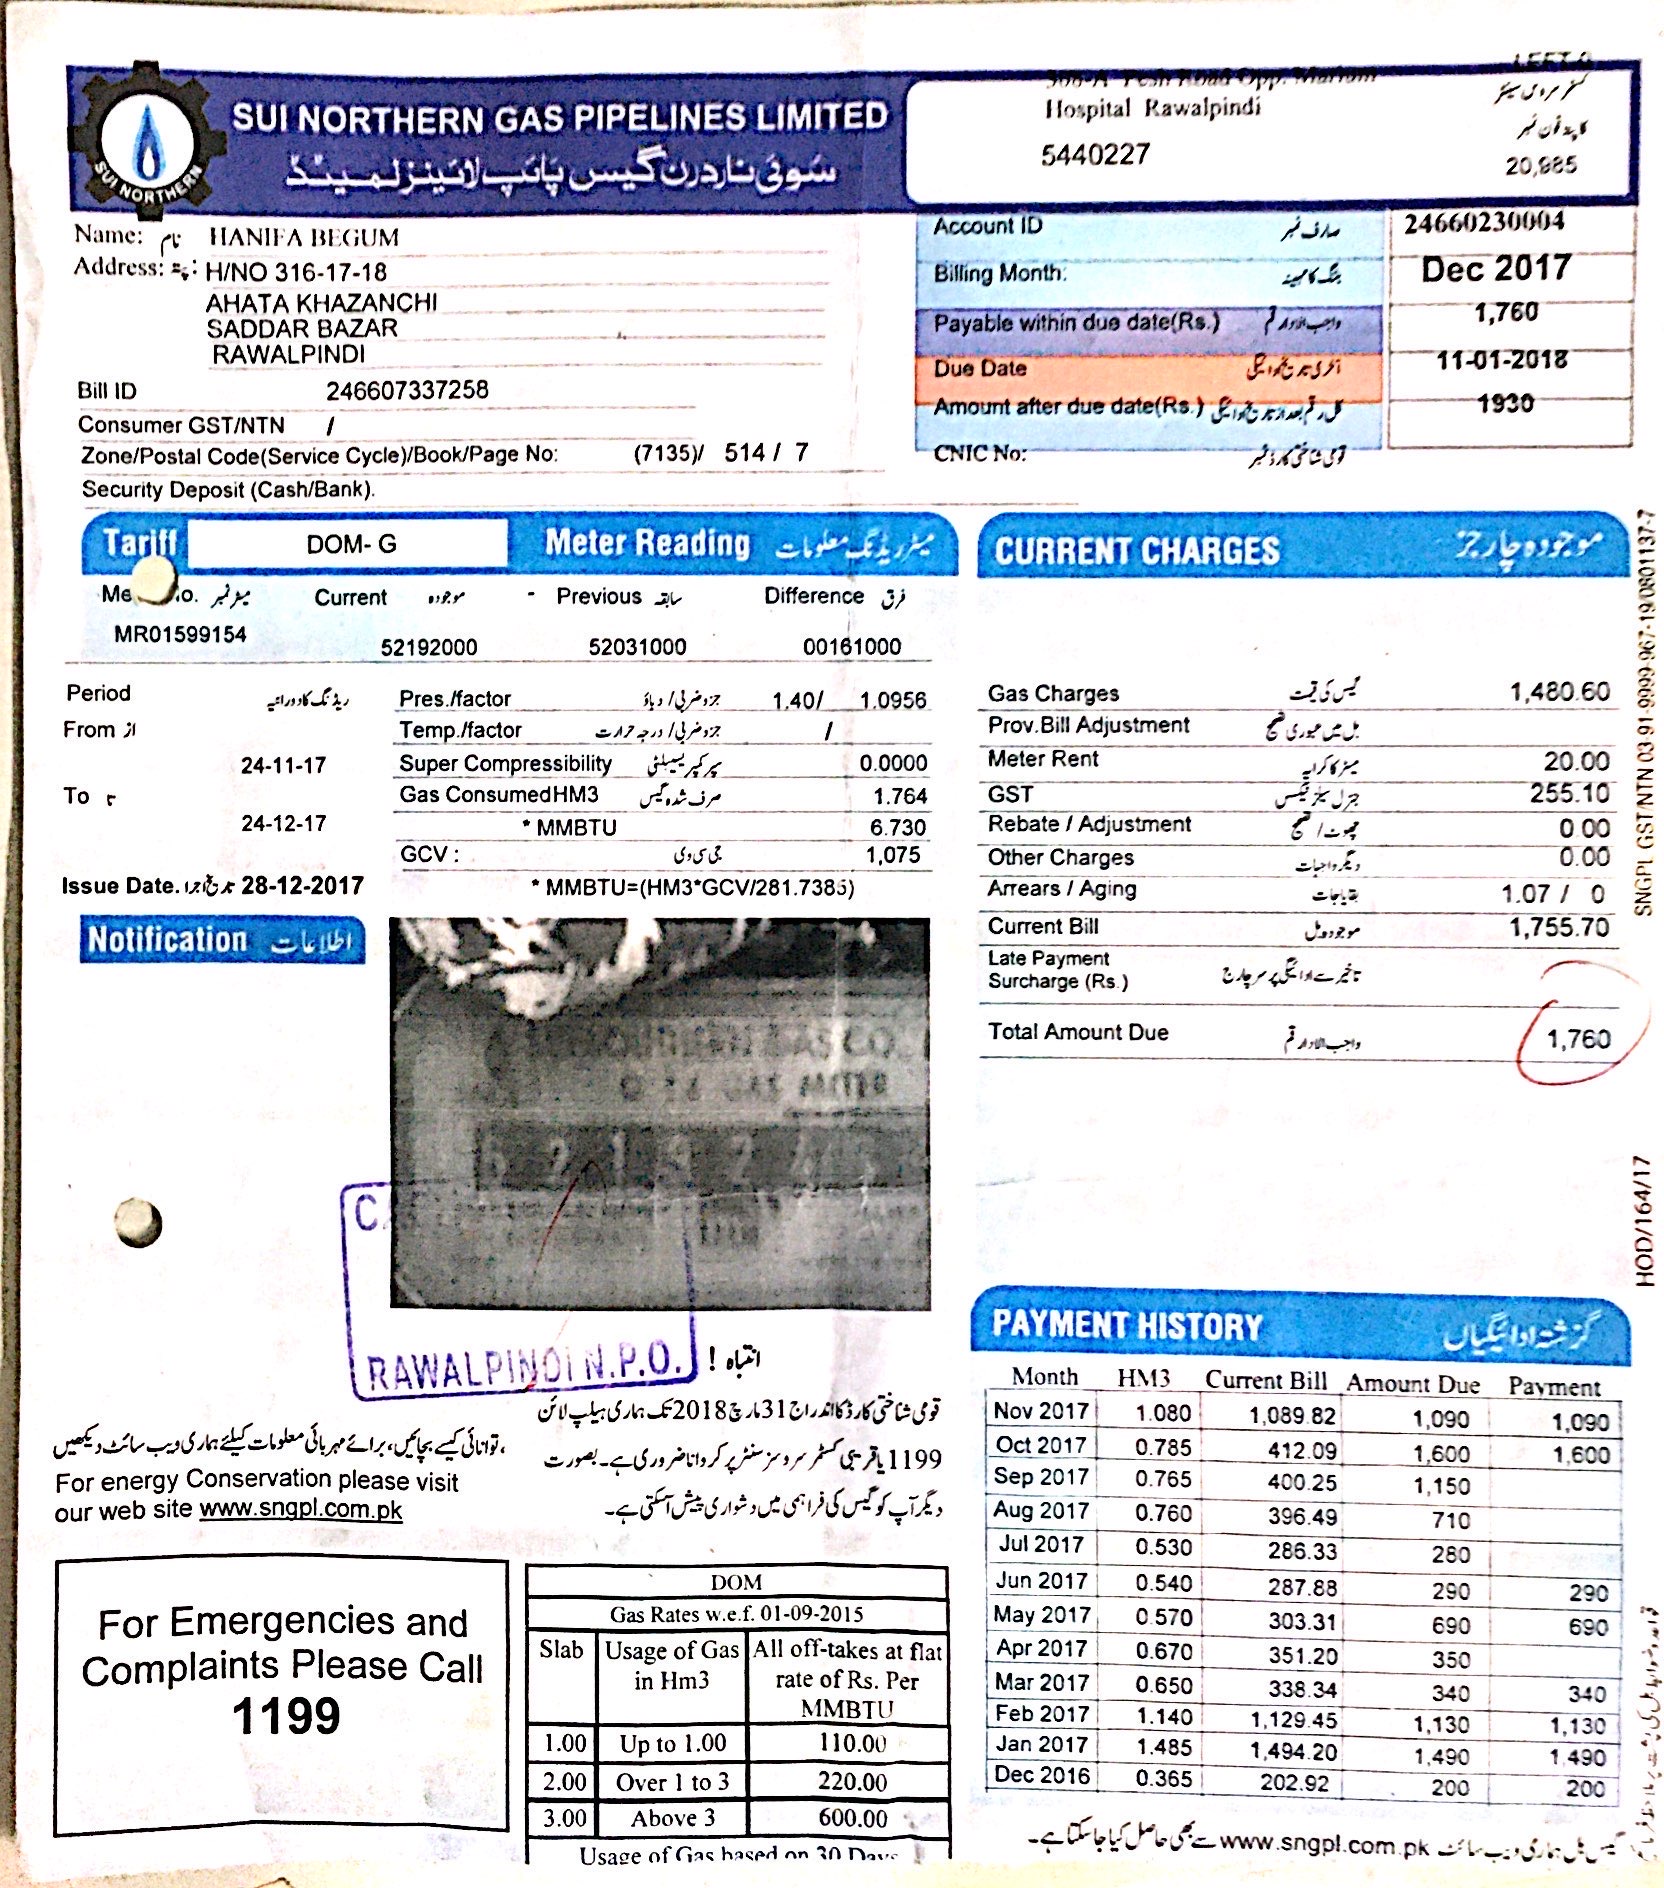 SUI NORTHERN GAS PIPELINES LIMITED
سُوئی ناردرن گیس پائپ لائینز لمیٹڈ
SUI NORTHERN
Hospital Rawalpindi
5440227
20,985
Name: نام HANIFA BEGUM
Address: پتہ: H/NO 316-17-18
AHATA KHAZANCHI
SADDAR BAZAR
RAWALPINDI
Bill ID 246607337258
Consumer GST/NTN /
Zone/Postal Code(Service Cycle)/Book/Page No: (7135)/ 514 / 7
Security Deposit (Cash/Bank).
Account ID صارف نمبر 24660230004
Billing Month: بلنگ کا مہینہ Dec 2017
Payable within due date(Rs.) واجب الادا رقم 1,760
Due Date آخری تاریخ ادائیگی 11-01-2018
Amount after due date(Rs.) کل رقم بعد از تاریخ ادائیگی 1930
CNIC No: قومی شناختی کارڈ نمبر
Tariff DOM- G Meter Reading میٹر ریڈنگ معلومات
میٹر نمبر Current موجودہ - Previous سابقہ Difference فرق
MR01599154 52192000 52031000 00161000
Period ریڈنگ کا دورانیہ
From از
24-11-17
To تا
24-12-17
Issue Date. تاریخ اجرا 28-12-2017
Pres./factor جزو ضربی / دباؤ 1.40/ 1.0956
Temp./factor جزو ضربی / درجہ حرارت /
Super Compressibility سپر کمپریسیبلٹی 0.0000
Gas ConsumedHM3 صرف شدہ گیس 1.764
* MMBTU 6.730
GCV : جی سی وی 1,075
* MMBTU=(HM3*GCV/281.7385)
CURRENT CHARGES موجودہ چارجز
Gas Charges گیس کی قیمت 1,480.60
Prov.Bill Adjustment بل میں عبوری تصحیح
Meter Rent میٹر کا کرایہ 20.00
GST جنرل سیلز ٹیکس 255.10
Rebate / Adjustment چھوٹ / تصحیح 0.00
Other Charges دیگر واجبات 0.00
Arrears / Aging بقایاجات 1.07 / 0
Current Bill موجودہ بل 1,755.70
Late Payment
Surcharge (Rs.) تاخیر سے ادائیگی پر سرچارج
Total Amount Due واجب الادا رقم 1,760
SNGPL GST/NTN 03-91-9999-967-19/0801137-7
HOD/164/17
Notification اطلاعات
RAWALPINDI N.P.O.
انتباہ !
قومی شناختی کارڈ کا اندراج 31 مارچ 2018 تک ہماری ہیلپ لائن
1199 یا قریبی کسٹمر سروسز سنٹر پر کروانا ضروری ہے۔ بصورت
دیگر آپ کو گیس کی فراہمی میں دشواری پیش آسکتی ہے۔
توانائی کیسے بچائیں، برائے مہربانی معلومات کیلئے ہماری ویب سائٹ دیکھیں،
For energy Conservation please visit
our web site www.sngpl.com.pk
For Emergencies and
Complaints Please Call
1199
DOM
Gas Rates w.e.f. 01-09-2015
Slab Usage of Gas in Hm3 All off-takes at flat rate of Rs. Per MMBTU
1.00 Up to 1.00 110.00
2.00 Over 1 to 3 220.00
3.00 Above 3 600.00
Usage of Gas based on 30 Days
PAYMENT HISTORY گزشتہ ادائیگیاں
Month HM3 Current Bill Amount Due Payment
Nov 2017 1.080 1,089.82 1,090 1,090
Oct 2017 0.785 412.09 1,600 1,600
Sep 2017 0.765 400.25 1,150
Aug 2017 0.760 396.49 710
Jul 2017 0.530 286.33 280
Jun 2017 0.540 287.88 290 290
May 2017 0.570 303.31 690 690
Apr 2017 0.670 351.20 350
Mar 2017 0.650 338.34 340 340
Feb 2017 1.140 1,129.45 1,130 1,130
Jan 2017 1.485 1,494.20 1,490 1,490
Dec 2016 0.365 202.92 200 200
گیس بل ہماری ویب سائٹ www.sngpl.com.pk سے بھی حاصل کیا جاسکتا ہے۔